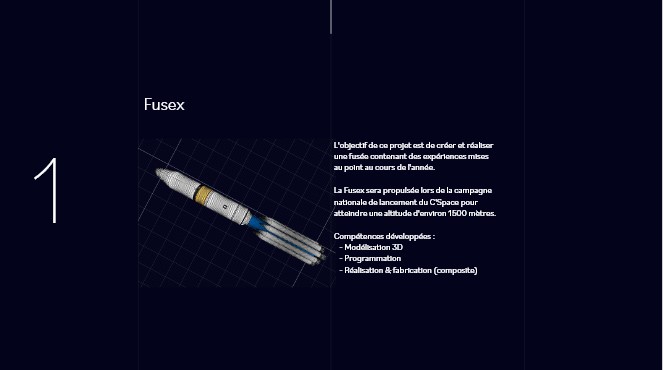 Fusex
1
L'objectif de ce projet est de créer et réaliser
une fusée contenant des expériences mises
au point au cours de l'année.
La Fusex sera propulsée lors de la campagne
nationale de lancement du C'Space pour
atteindre une altitude d'environ 1500 mètres.
Compétences développées :
- Modélisation 3D
- Programmation
- Réalisation & fabrication (composite)